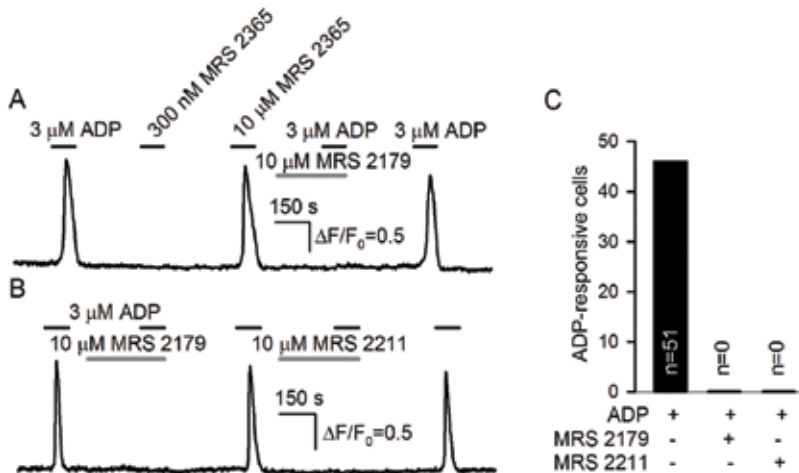 A
3 µM ADP
300 nM MRS 2365
10 µM MRS 2365
3 µM ADP
3 µM ADP
10 µM MRS 2179
150 s
ΔF/F0=0.5
B
3 µM ADP
10 µM MRS 2179
10 µM MRS 2211
150 s
ΔF/F0=0.5
C
ADP-responsive cells
50
40
30
20
10
0
n=51
n=0
n=0
ADP + + +
MRS 2179 - + -
MRS 2211 - - +